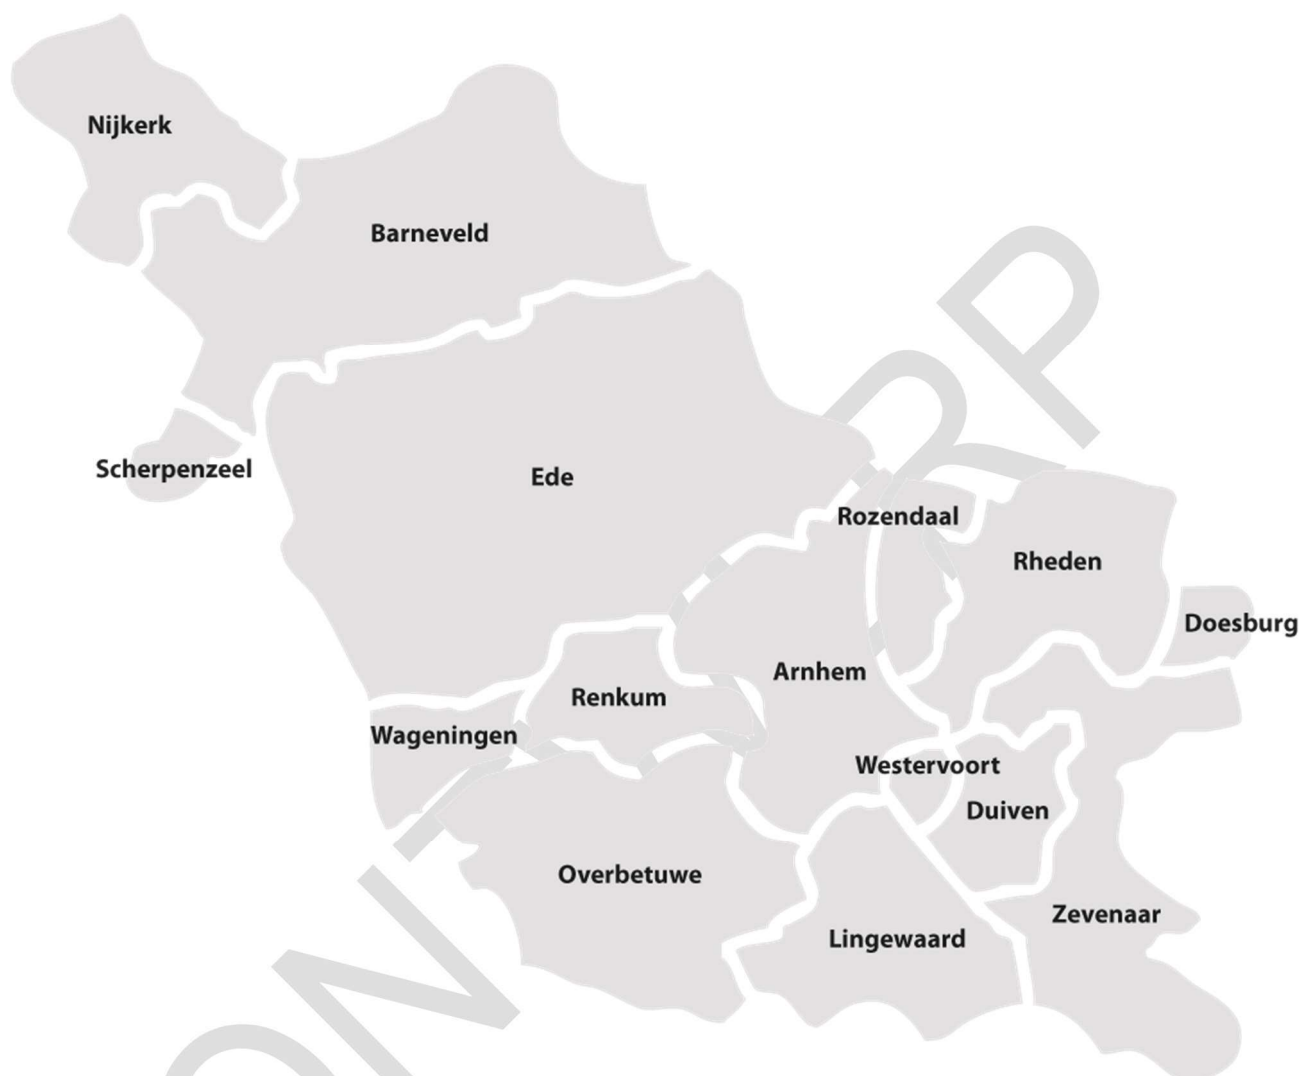 Nijkerk
Barneveld
Scherpenzeel
Ede
Rozendaal
Rheden
Doesburg
Arnhem
Renkum
Wageningen
Westervoort
Duiven
Overbetuwe
Zevenaar
Lingewaard